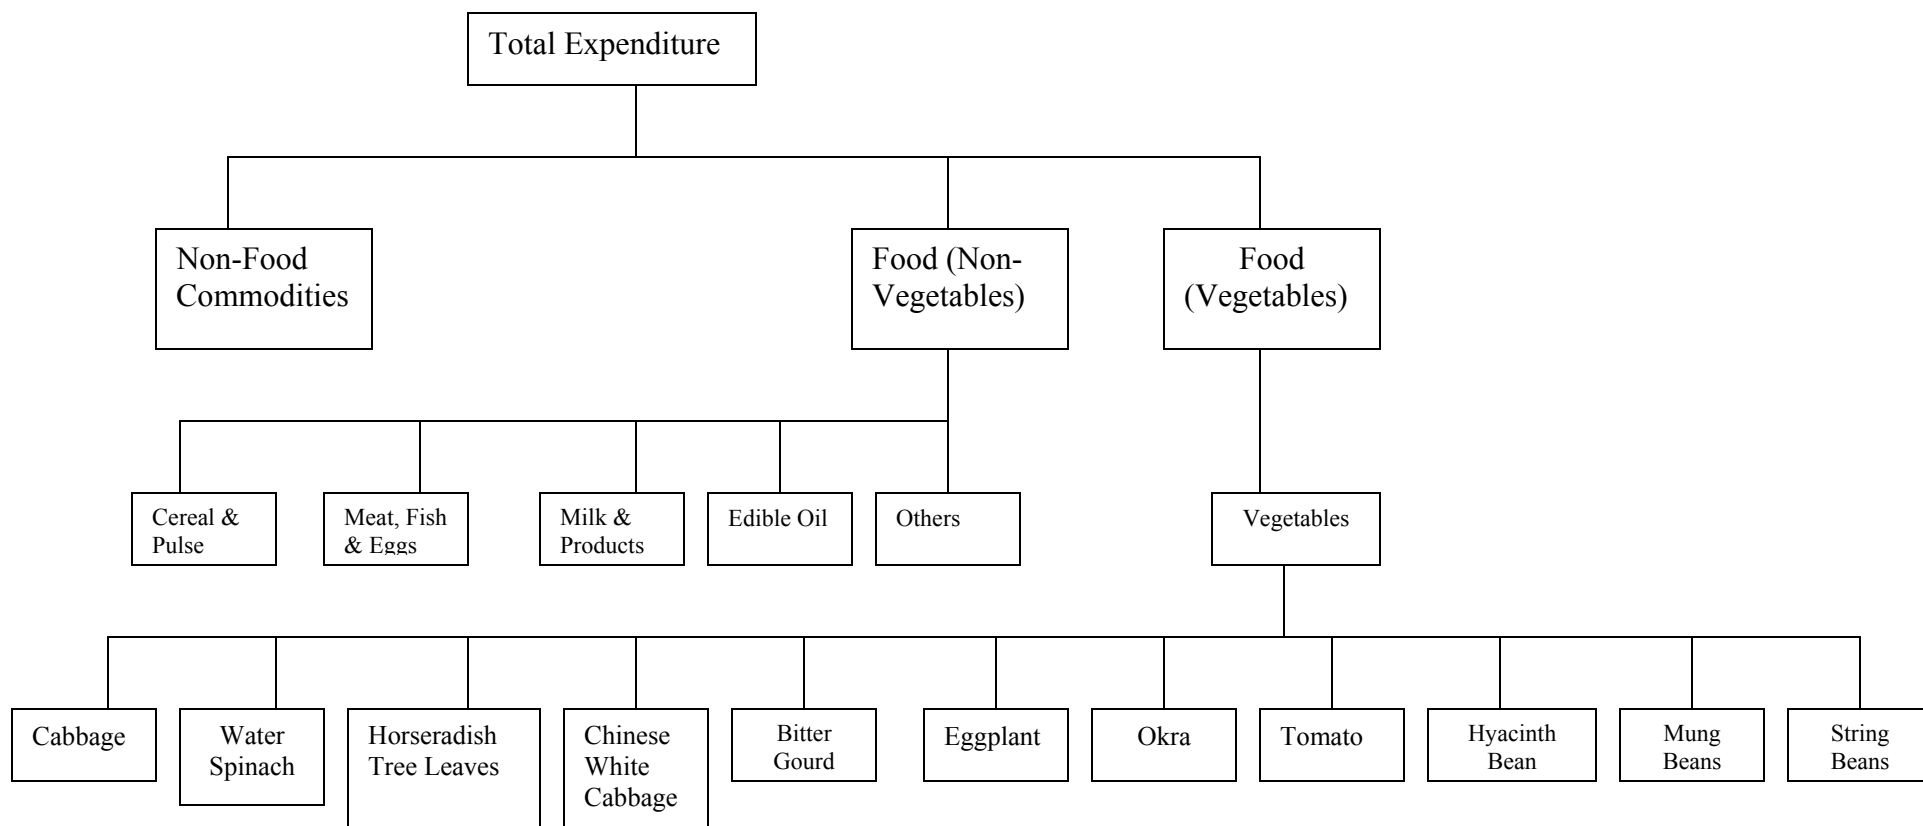 Total Expenditure
Non-Food
Commodities
Food (Non-
Vegetables)
Food
(Vegetables)
Cereal &
Pulse
Meat, Fish
& Eggs
Milk &
Products
Edible Oil
Others
Vegetables
Cabbage
Water
Spinach
Horseradish
Tree Leaves
Chinese
White
Cabbage
Bitter
Gourd
Eggplant
Okra
Tomato
Hyacinth
Bean
Mung
Beans
String
Beans